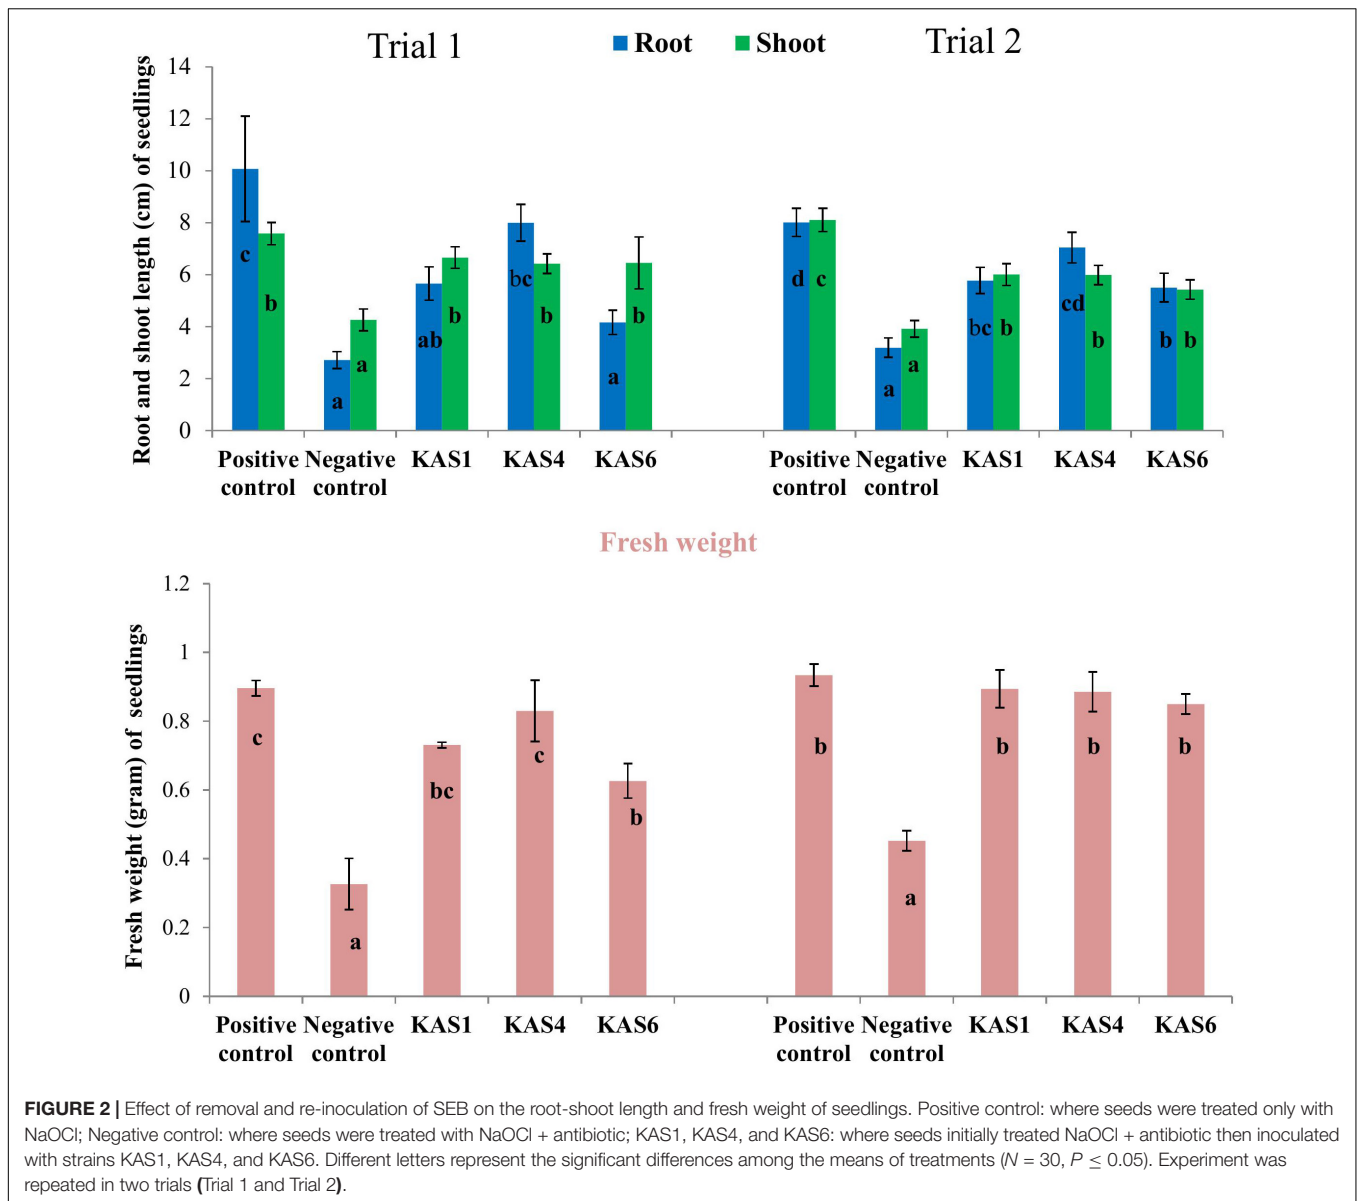 Trial 1 Root Shoot Trial 2
Root and shoot length (cm) of seedlings
14
12
10
8
6
4
2
0
c b a a ab b bc b a b d c a a bc b cd b b b
Positive control Negative control KAS1 KAS4 KAS6 Positive control Negative control KAS1 KAS4 KAS6
Fresh weight
Fresh weight (gram) of seedlings
1.2
1
0.8
0.6
0.4
0.2
0
c a bc c b b a b b b
Positive control Negative control KAS1 KAS4 KAS6 Positive control Negative control KAS1 KAS4 KAS6
FIGURE 2 | Effect of removal and re-inoculation of SEB on the root-shoot length and fresh weight of seedlings. Positive control: where seeds were treated only with
NaOCl; Negative control: where seeds were treated with NaOCl + antibiotic; KAS1, KAS4, and KAS6: where seeds initially treated NaOCl + antibiotic then inoculated
with strains KAS1, KAS4, and KAS6. Different letters represent the significant differences among the means of treatments (N = 30, P ≤ 0.05). Experiment was
repeated in two trials (Trial 1 and Trial 2).